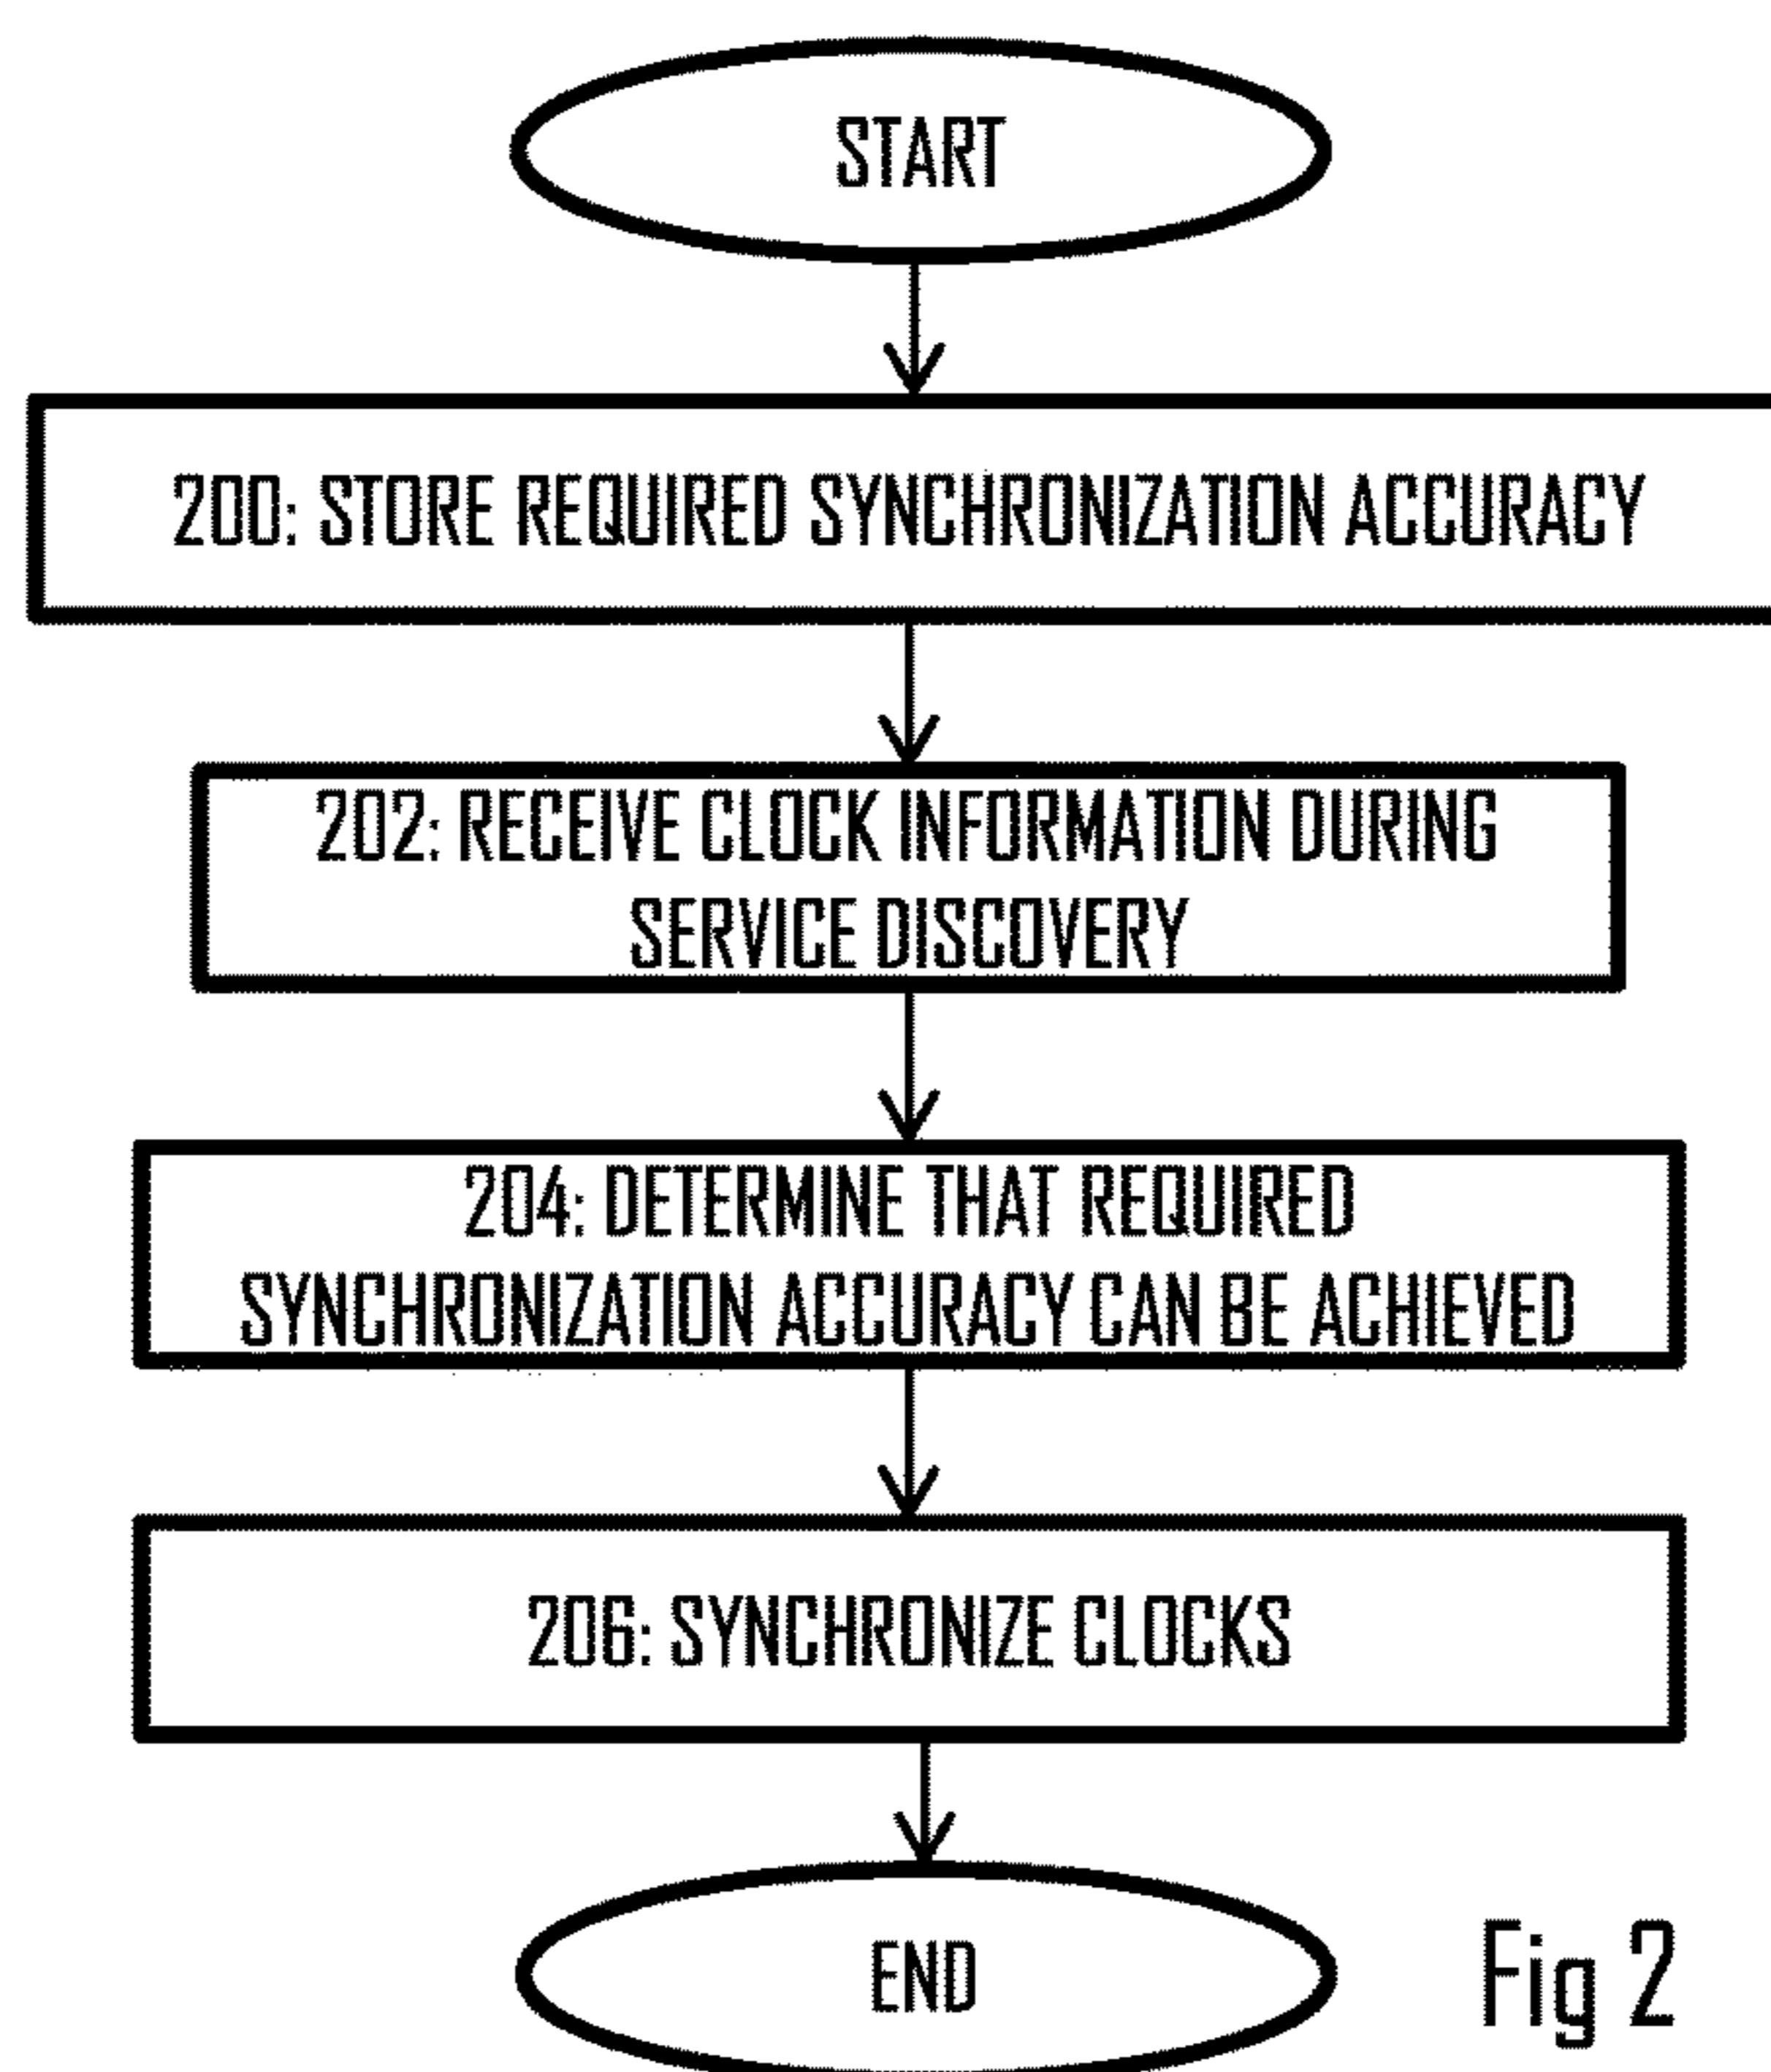 START
200: STORE REQUIRED SYNCHRONIZATION ACCURACY
202: RECEIVE CLOCK INFORMATION DURING
SERVICE DISCOVERY
204: DETERMINE THAT REQUIRED
SYNCHRONIZATION ACCURACY CAN BE ACHIEVED
206: SYNCHRONIZE CLOCKS
END
Fig 2